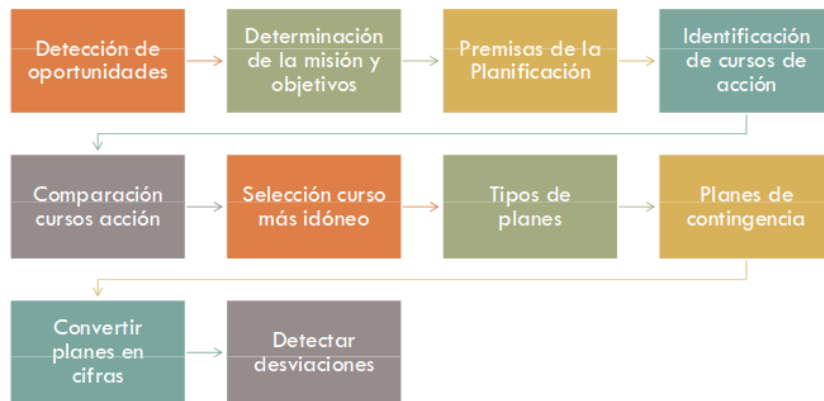 Detección de
oportunidades
Determinación
de la misión y
objetivos
Premisas de la
Planificación
Identificación
de cursos de
acción
Comparación
cursos acción
Selección curso
más idóneo
Tipos de
planes
Planes de
contingencia
Convertir
planes en
cifras
Detectar
desviaciones